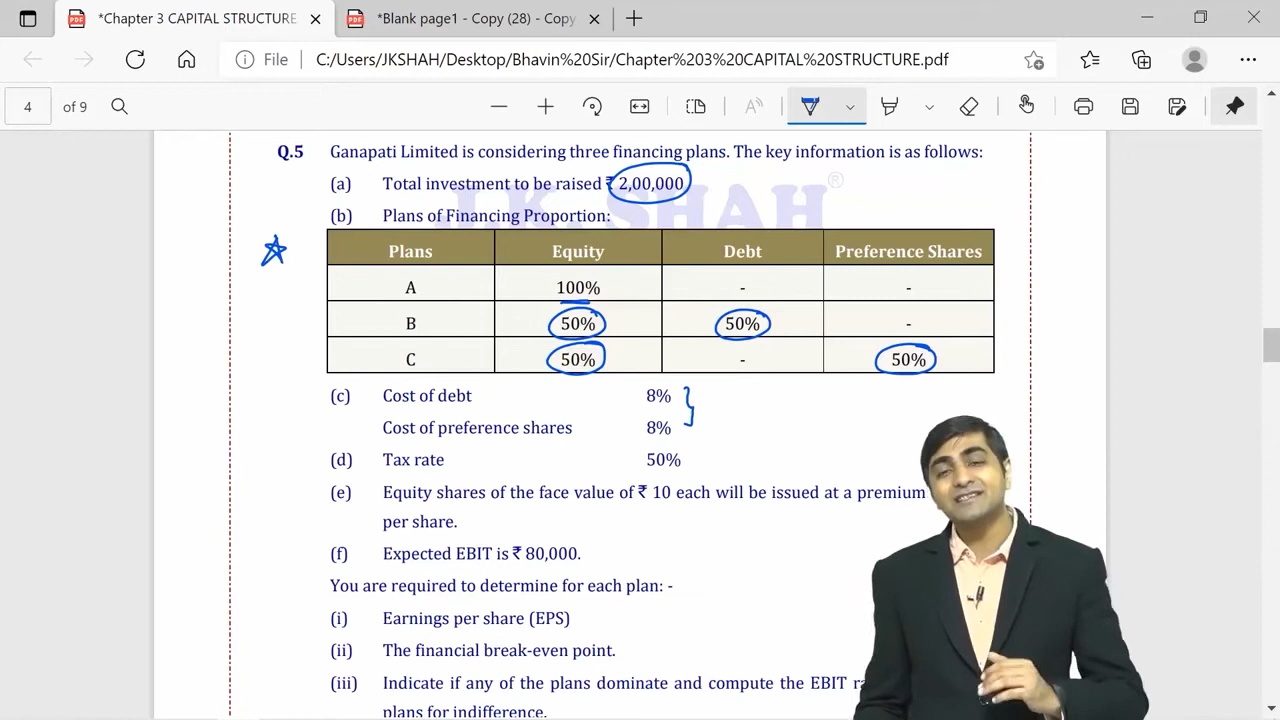 *Chapter 3 CAPITAL STRUCTURE
*Blank page1 - Copy (28) - Copy
File C:/Users/JKSHAH/Desktop/Bhavin%20Sir/Chapter%203%20CAPITAL%20STRUCTURE.pdf
4 of 9
J.K. SHAH ®
Q.5 Ganapati Limited is considering three financing plans. The key information is as follows:
(a) Total investment to be raised ₹ 2,00,000
(b) Plans of Financing Proportion:
Plans Equity Debt Preference Shares
A 100% - -
B 50% 50% -
C 50% - 50%
(c) Cost of debt 8%
Cost of preference shares 8%
(d) Tax rate 50%
(e) Equity shares of the face value of ₹ 10 each will be issued at a premium
per share.
(f) Expected EBIT is ₹ 80,000.
You are required to determine for each plan: -
(i) Earnings per share (EPS)
(ii) The financial break-even point.
(iii) Indicate if any of the plans dominate and compute the EBIT
plans for indifference.